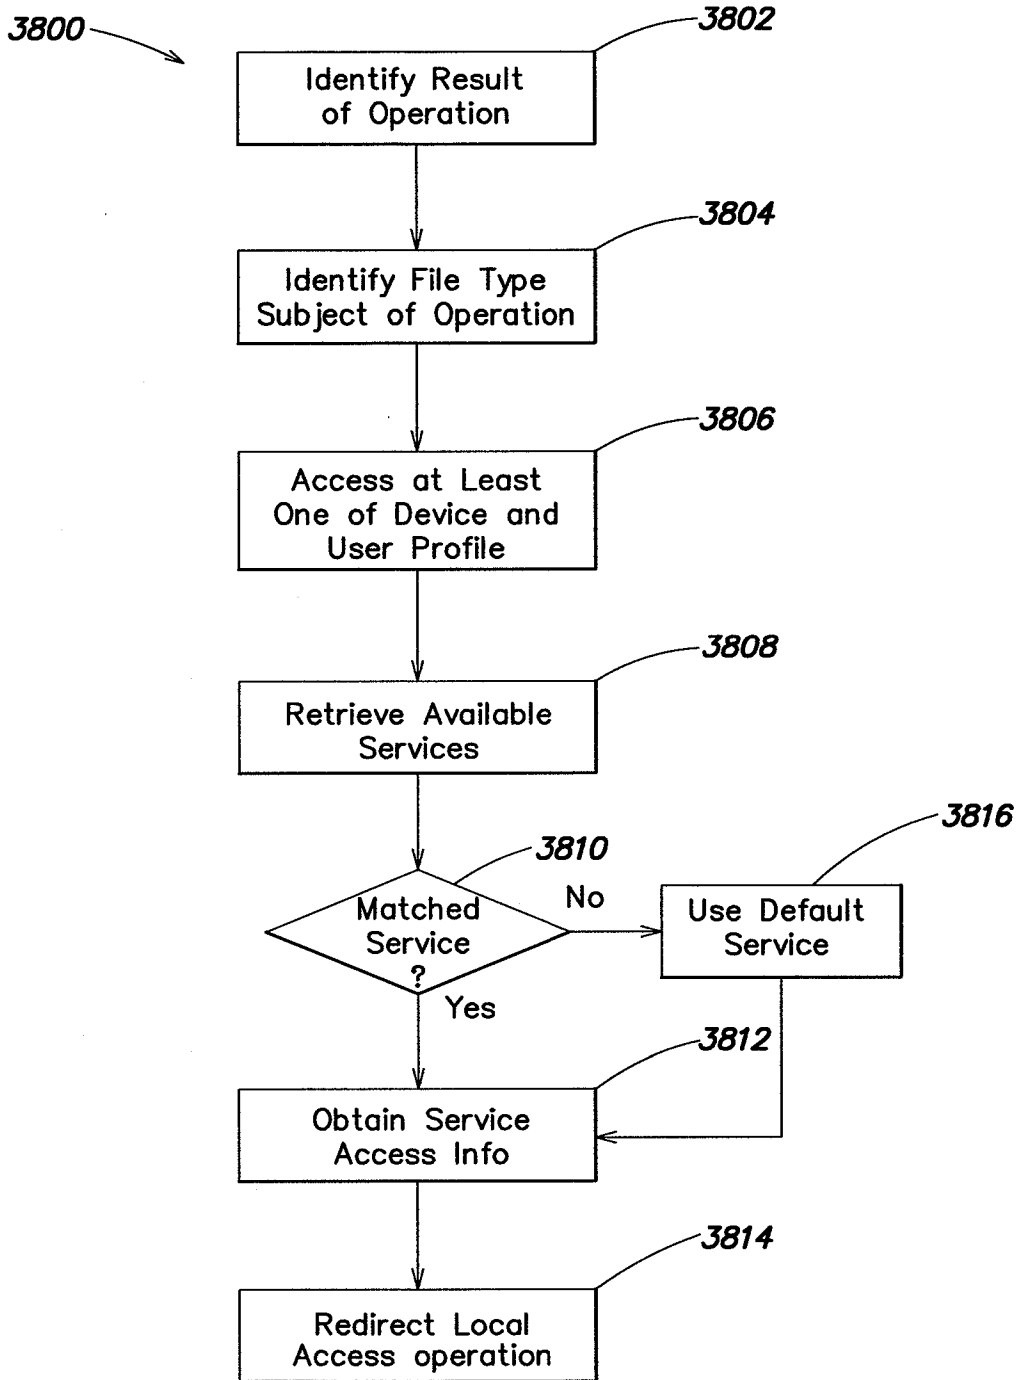 3800
3802
Identify Result
of Operation
3804
Identify File Type
Subject of Operation
3806
Access at Least
One of Device and
User Profile
3808
Retrieve Available
Services
3810
Matched
Service
?
No
Yes
3816
Use Default
Service
3812
Obtain Service
Access Info
3814
Redirect Local
Access operation